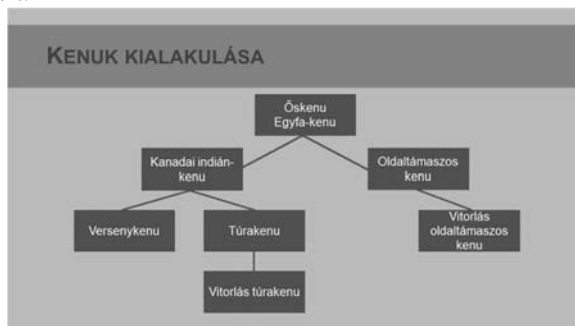 KENUK KIALAKULÁSA
Őskenu
Egyfa-kenu
Kanadai indián-
kenu
Oldaltámaszos
kenu
Versenykenu
Túrakenu
Vitorlás
oldaltámaszos
kenu
Vitorlás túrakenu